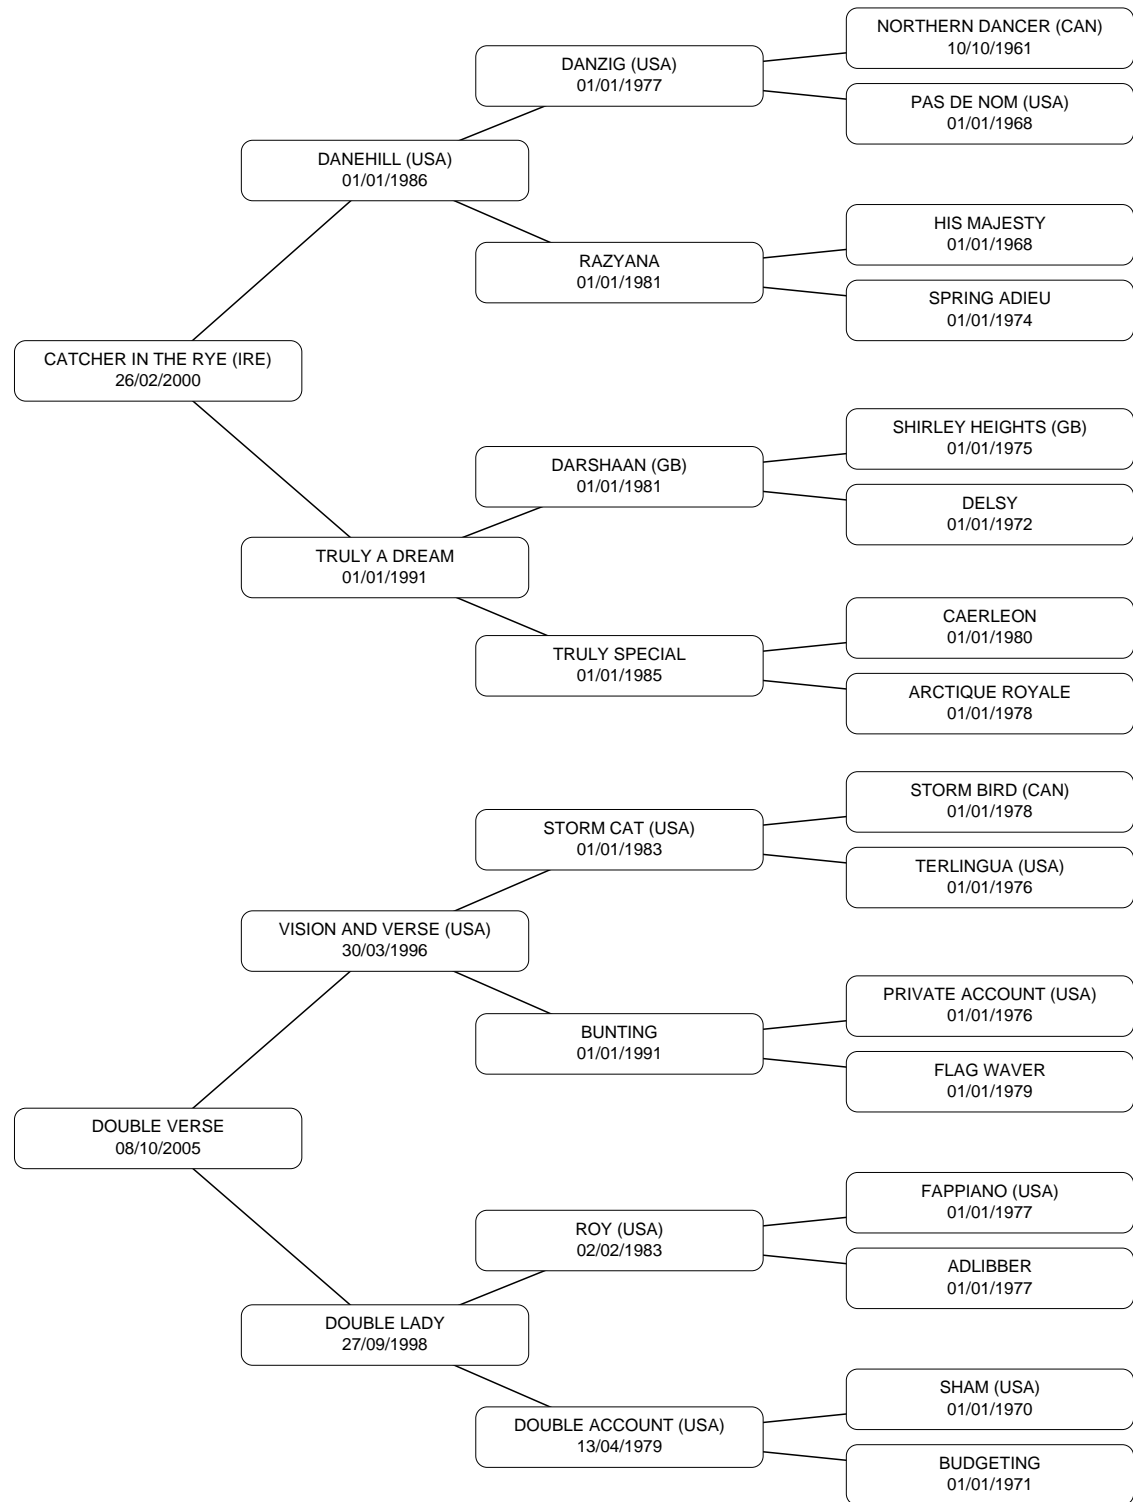 NORTHERN DANCER (CAN)
10/10/1961
DANZIG (USA)
01/01/1977
PAS DE NOM (USA)
01/01/1968
DANEHILL (USA)
01/01/1986
HIS MAJESTY
01/01/1968
RAZYANA
01/01/1981
SPRING ADIEU
01/01/1974
CATCHER IN THE RYE (IRE)
26/02/2000
SHIRLEY HEIGHTS (GB)
01/01/1975
DARSHAAN (GB)
01/01/1981
DELSY
01/01/1972
TRULY A DREAM
01/01/1991
CAERLEON
01/01/1980
TRULY SPECIAL
01/01/1985
ARCTIQUE ROYALE
01/01/1978
STORM BIRD (CAN)
01/01/1978
STORM CAT (USA)
01/01/1983
TERLINGUA (USA)
01/01/1976
VISION AND VERSE (USA)
30/03/1996
PRIVATE ACCOUNT (USA)
01/01/1976
BUNTING
01/01/1991
FLAG WAVER
01/01/1979
DOUBLE VERSE
08/10/2005
FAPPIANO (USA)
01/01/1977
ROY (USA)
02/02/1983
ADLIBBER
01/01/1977
DOUBLE LADY
27/09/1998
SHAM (USA)
01/01/1970
DOUBLE ACCOUNT (USA)
13/04/1979
BUDGETING
01/01/1971